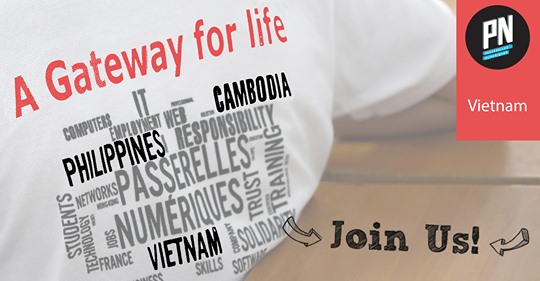 A Gateway for life
PN
Vietnam
IT
CAMBODIA
COMPUTERS
EMPLOYMENT
WEB
RESPONSIBILITY
PHILIPPINES
PASSERELLES
NETWORKS
TRUST
TRAINING
STUDENTS
TECHNOLOGY
JOBS
NUMÉRIQUES
FRANCE
VIETNAM
COMPANY
SOLIDARITY
SKILLS
SOFTWARE
Join Us!